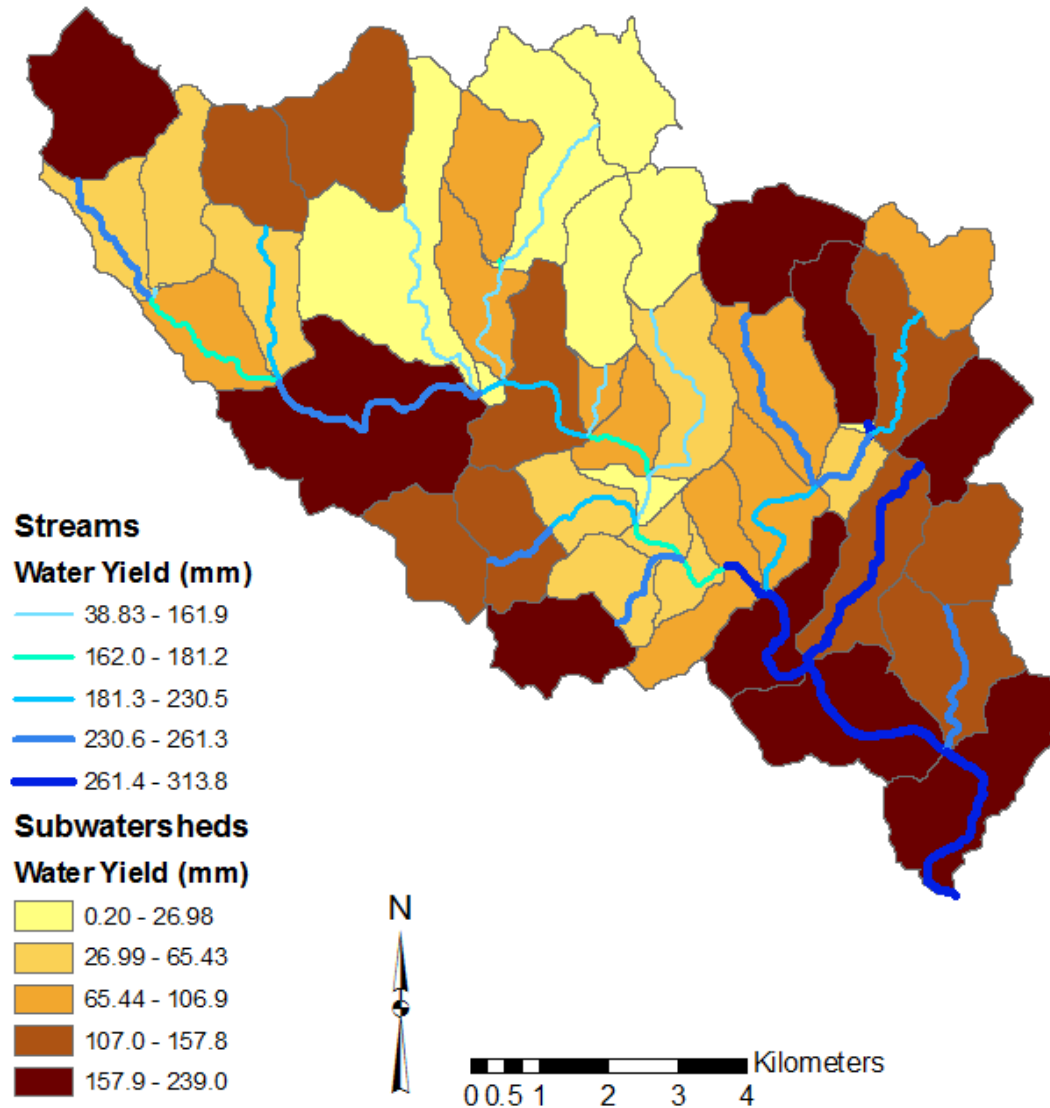 Streams
Water Yield (mm)
38.83 - 161.9
162.0 - 181.2
181.3 - 230.5
230.6 - 261.3
261.4 - 313.8
Subwatersheds
Water Yield (mm)
0.20 - 26.98
26.99 - 65.43
65.44 - 106.9
107.0 - 157.8
157.9 - 239.0
N
Kilometers
0 0.5 1 2 3 4